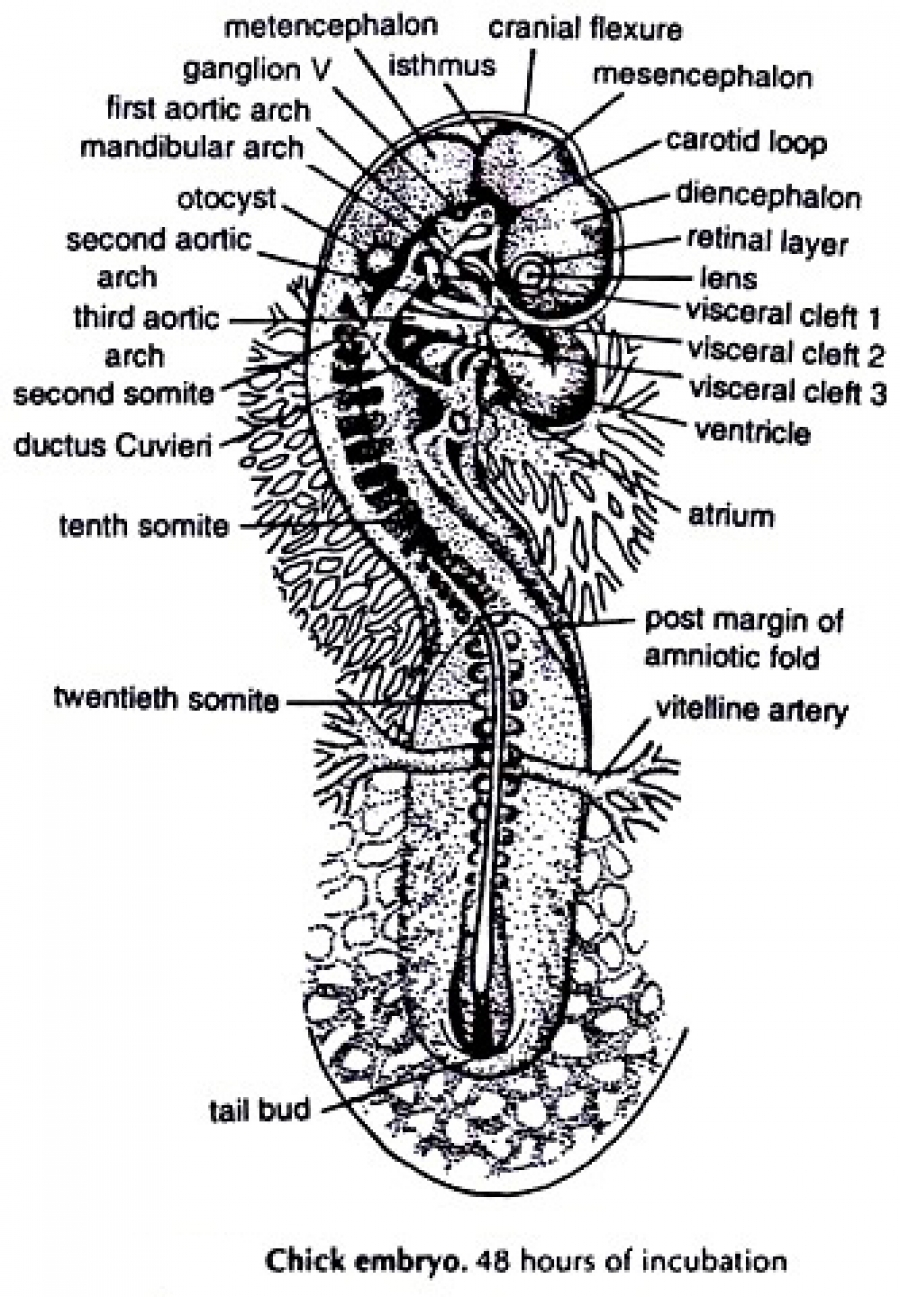 metencephalon
cranial flexure
ganglion V
isthmus
mesencephalon
first aortic arch
mandibular arch
carotid loop
otocyst
diencephalon
second aortic
arch
retinal layer
lens
third aortic
arch
visceral cleft 1
visceral cleft 2
second somite
visceral cleft 3
ductus Cuvieri
ventricle
tenth somite
atrium
post margin of
amniotic fold
twentieth somite
vitelline artery
tail bud
Chick embryo. 48 hours of incubation